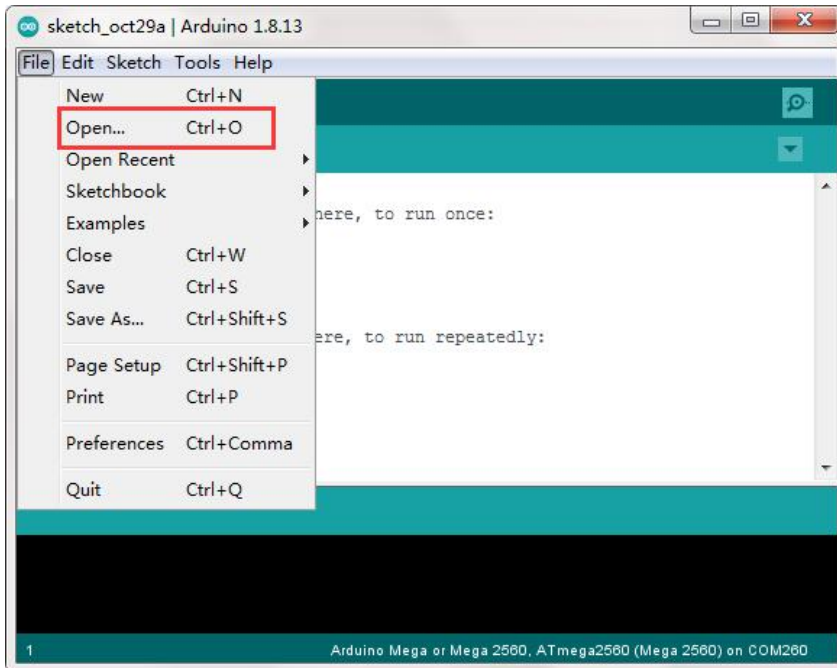 sketch_oct29a | Arduino 1.8.13
File Edit Sketch Tools Help
New Ctrl+N
Open... Ctrl+O
Open Recent
Sketchbook
Examples
Close Ctrl+W
Save Ctrl+S
Save As... Ctrl+Shift+S
Page Setup Ctrl+Shift+P
Print Ctrl+P
Preferences Ctrl+Comma
Quit Ctrl+Q
here, to run once:
ere, to run repeatedly:
1 Arduino Mega or Mega 2560, ATmega2560 (Mega 2560) on COM260